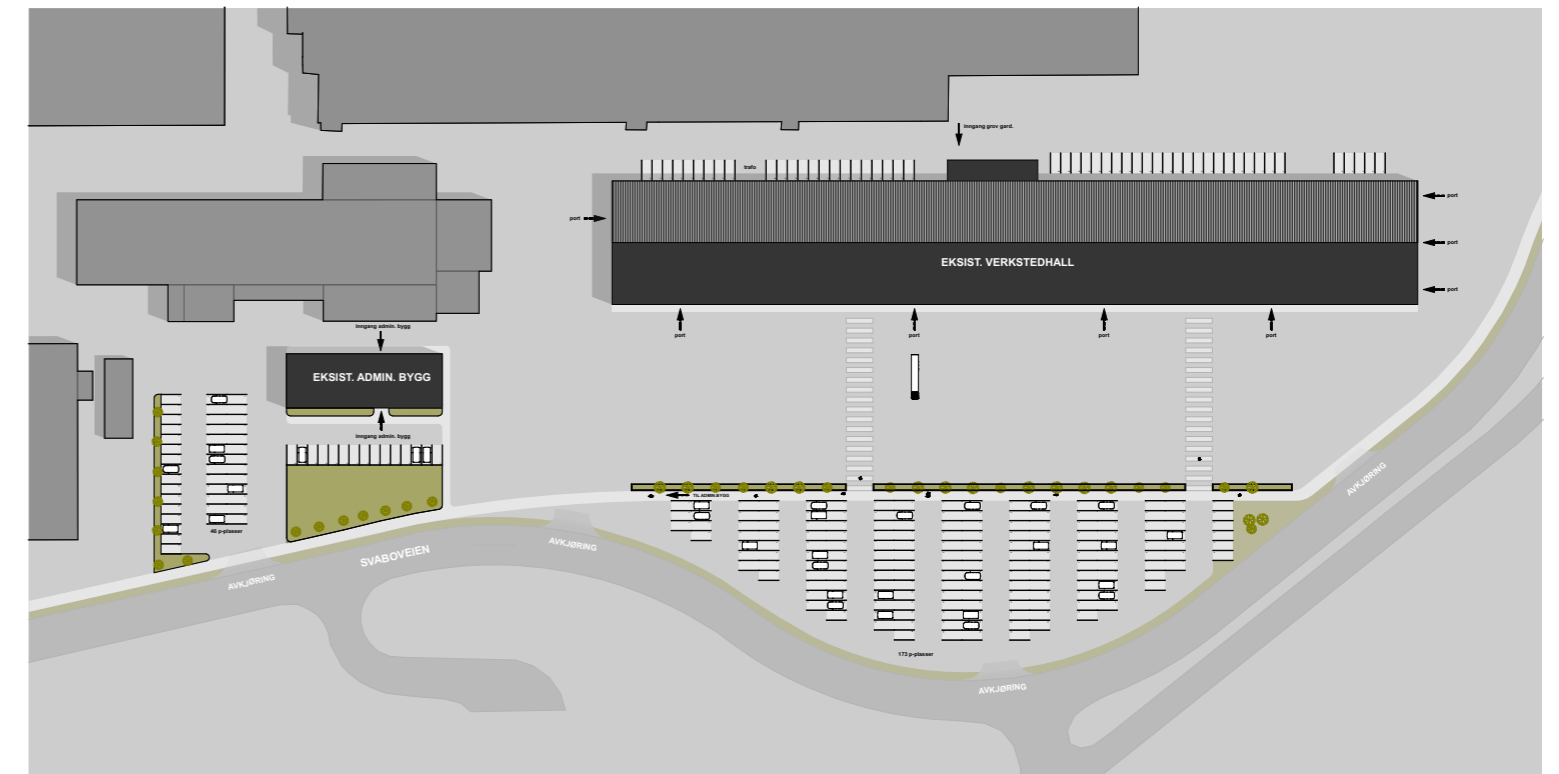 Inngang grov gard.
trafo
port
port
EKSIST. VERKSTEDHALL
port
port
port
port
port
port
Inngang admin. bygg
EKSIST. ADMIN. BYGG
Inngang admin. bygg
TIL ADMIN.BYGG
46 p-plasser
AVKJØRING
SVABOVEIEN
AVKJØRING
AVKJØRING
173 p-plasser
AVKJØRING